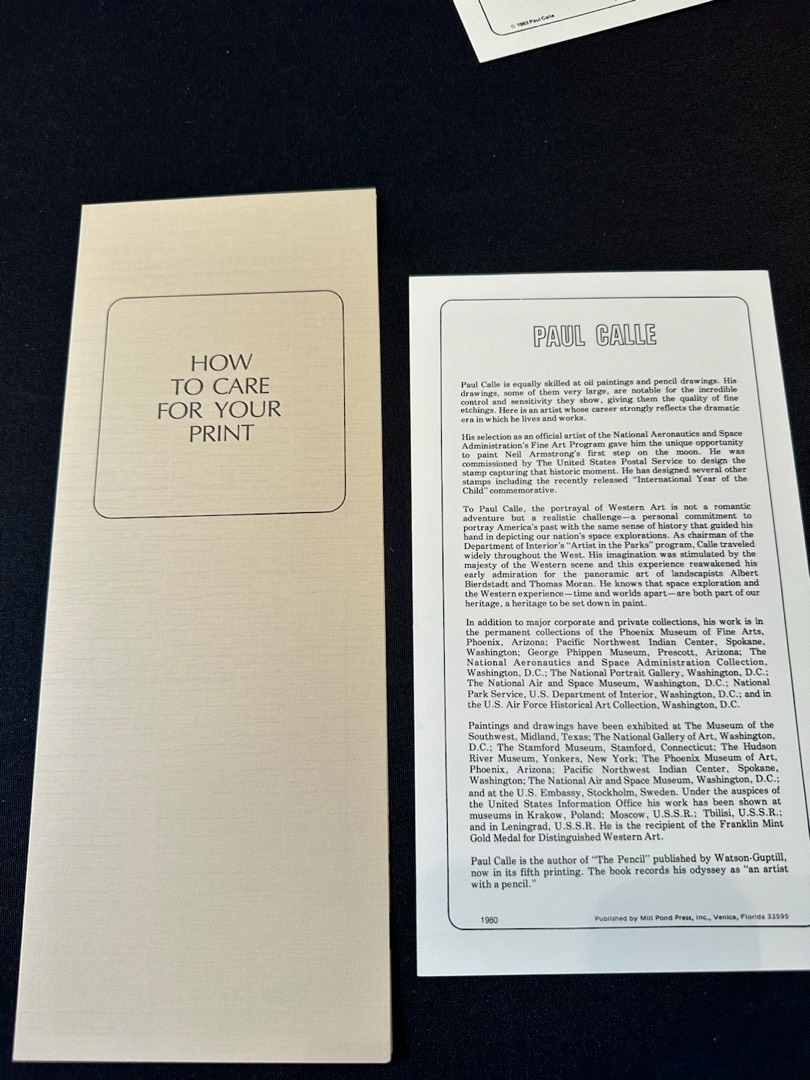 © 1983 Paul Calle
HOW
TO CARE
FOR YOUR
PRINT
PAUL CALLE
Paul Calle is equally skilled at oil paintings and pencil drawings. His
drawings, some of them very large, are notable for the incredible
control and sensitivity they show, giving them the quality of fine
etchings. Here is an artist whose career strongly reflects the dramatic
era in which he lives and works.
His selection as an official artist of the National Aeronautics and Space
Administration's Fine Art Program gave him the unique opportunity
to paint Neil Armstrong's first step on the moon. He was
commissioned by The United States Postal Service to design the
stamp capturing that historic moment. He has designed several other
stamps including the recently released "International Year of the
Child" commemorative.
To Paul Calle, the portrayal of Western Art is not a romantic
adventure but a realistic challenge—a personal commitment to
portray America's past with the same sense of history that guided his
hand in depicting our nation's space explorations. As chairman of the
Department of Interior's "Artist in the Parks" program, Calle traveled
widely throughout the West. His imagination was stimulated by the
majesty of the Western scene and this experience reawakened his
early admiration for the panoramic art of landscapists Albert
Bierdstadt and Thomas Moran. He knows that space exploration and
the Western experience—time and worlds apart—are both part of our
heritage, a heritage to be set down in paint.
In addition to major corporate and private collections, his work is in
the permanent collections of the Phoenix Museum of Fine Arts,
Phoenix, Arizona; Pacific Northwest Indian Center, Spokane,
Washington; George Phippen Museum, Prescott, Arizona; The
National Aeronautics and Space Administration Collection,
Washington, D.C.; The National Portrait Gallery, Washington, D.C.;
The National Air and Space Museum, Washington, D.C.; National
Park Service, U.S. Department of Interior, Washington, D.C.; and in
the U.S. Air Force Historical Art Collection, Washington, D.C.
Paintings and drawings have been exhibited at The Museum of the
Southwest, Midland, Texas; The National Gallery of Art, Washington,
D.C.; The Stamford Museum, Stamford, Connecticut; The Hudson
River Museum, Yonkers, New York; The Phoenix Museum of Art,
Phoenix, Arizona; Pacific Northwest Indian Center, Spokane,
Washington; The National Air and Space Museum, Washington, D.C.;
and at the U.S. Embassy, Stockholm, Sweden. Under the auspices of
the United States Information Office his work has been shown at
museums in Krakow, Poland; Moscow, U.S.S.R.; Tbilisi, U.S.S.R.;
and in Leningrad, U.S.S.R. He is the recipient of the Franklin Mint
Gold Medal for Distinguished Western Art.
Paul Calle is the author of "The Pencil" published by Watson-Guptill,
now in its fifth printing. The book records his odyssey as "an artist
with a pencil."
1980 Published by Mill Pond Press, Inc., Venice, Florida 33595